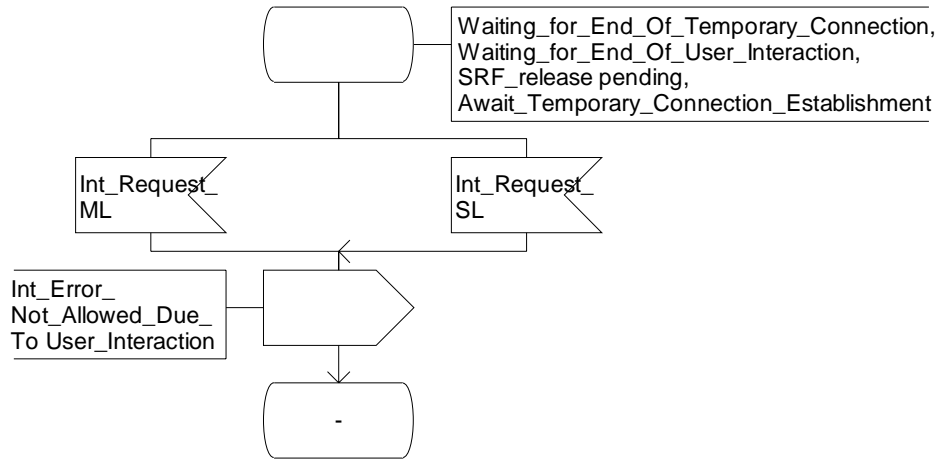 Waiting_for_End_Of_Temporary_Connection,
Waiting_for_End_Of_User_Interaction,
SRF_release pending,
Await_Temporary_Connection_Establishment
Int_Request_
ML
Int_Request_
SL
Int_Error_
Not_Allowed_Due_
To User_Interaction
-